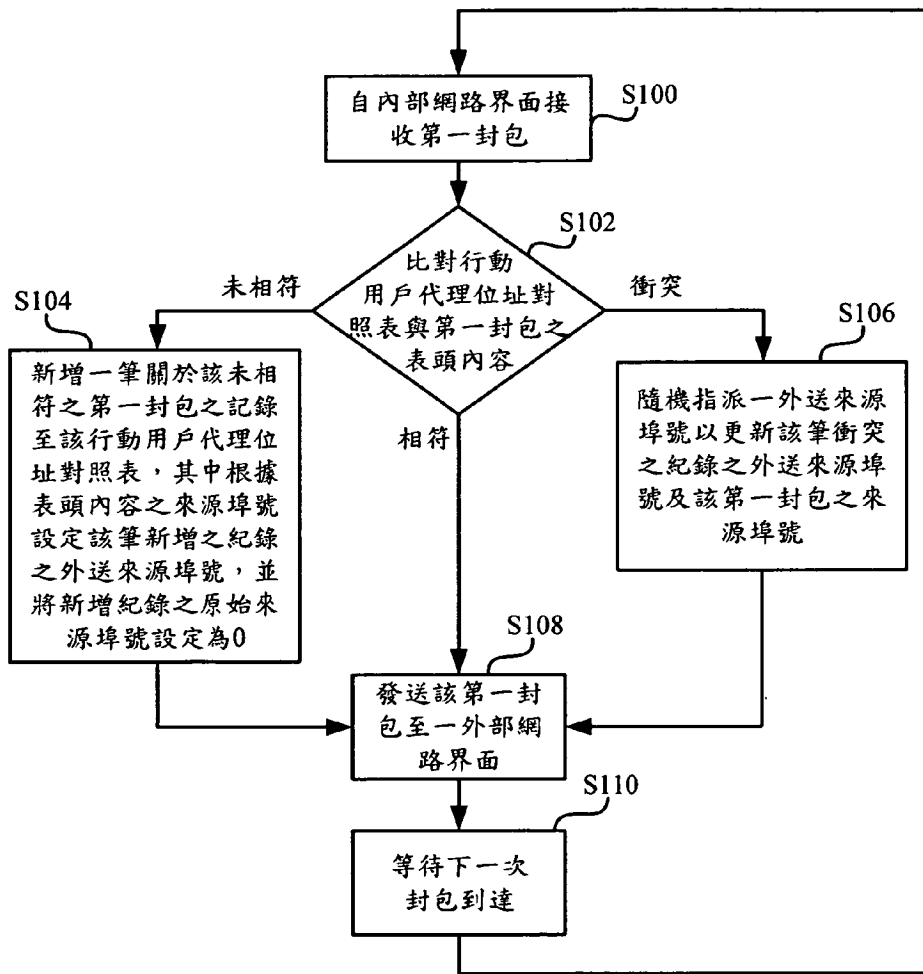 自內部網路界面接
收第一封包
S100
比對行動
用戶代理位址對
照表與第一封包之
表頭內容
S102
未相符
衝突
相符
S104
新增一筆關於該未相
符之第一封包之記錄
至該行動用戶代理位
址對照表，其中根據
表頭內容之來源埠號
設定該筆新增之紀錄
之外送來源埠號，並
將新增紀錄之原始來
源埠號設定為0
S106
隨機指派一外送來源
埠號以更新該筆衝突
之紀錄之外送來源埠
號及該第一封包之來
源埠號
S108
發送該第一封
包至一外部網
路界面
S110
等待下一次
封包到達